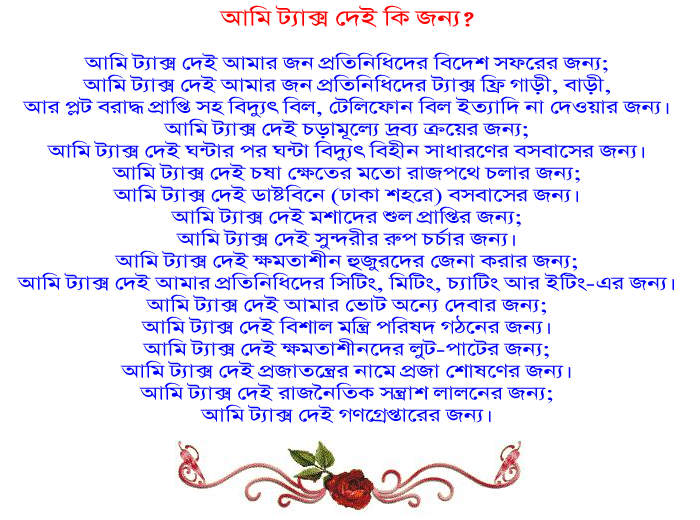 আমি ট্যাক্স দেই কি জন্য?
আমি ট্যাক্স দেই আমার জন প্রতিনিধিদের বিদেশ সফরের জন্য;
আমি ট্যাক্স দেই আমার জন প্রতিনিধিদের ট্যাক্স ফ্রি গাড়ী, বাড়ী,
আর প্লট বরাদ্ধ প্রাপ্তি সহ বিদ্যুৎ বিল, টেলিফোন বিল ইত্যাদি না দেওয়ার জন্য।
আমি ট্যাক্স দেই চড়ামূল্যে দ্রব্য ক্রয়ের জন্য;
আমি ট্যাক্স দেই ঘন্টার পর ঘন্টা বিদ্যুৎ বিহীন সাধারণের বসবাসের জন্য।
আমি ট্যাক্স দেই চষা ক্ষেতের মতো রাজপথে চলার জন্য;
আমি ট্যাক্স দেই ডাষ্টবিনে (ঢাকা শহরে) বসবাসের জন্য।
আমি ট্যাক্স দেই মশাদের শুল প্রাপ্তির জন্য;
আমি ট্যাক্স দেই সুন্দরীর রুপ চর্চার জন্য।
আমি ট্যাক্স দেই ক্ষমতাশীন হুজুরদের জেনা করার জন্য;
আমি ট্যাক্স দেই আমার প্রতিনিধিদের সিটিং, মিটিং, চ্যাটিং আর ইটিং-এর জন্য।
আমি ট্যাক্স দেই আমার ভোট অন্যে দেবার জন্য;
আমি ট্যাক্স দেই বিশাল মন্ত্রি পরিষদ গঠনের জন্য।
আমি ট্যাক্স দেই ক্ষমতাশীনদের লুট-পাটের জন্য;
আমি ট্যাক্স দেই প্রজাতন্ত্রের নামে প্রজা শোষণের জন্য।
আমি ট্যাক্স দেই রাজনৈতিক সন্ত্রাশ লালনের জন্য;
আমি ট্যাক্স দেই গণগ্রেপ্তারের জন্য।